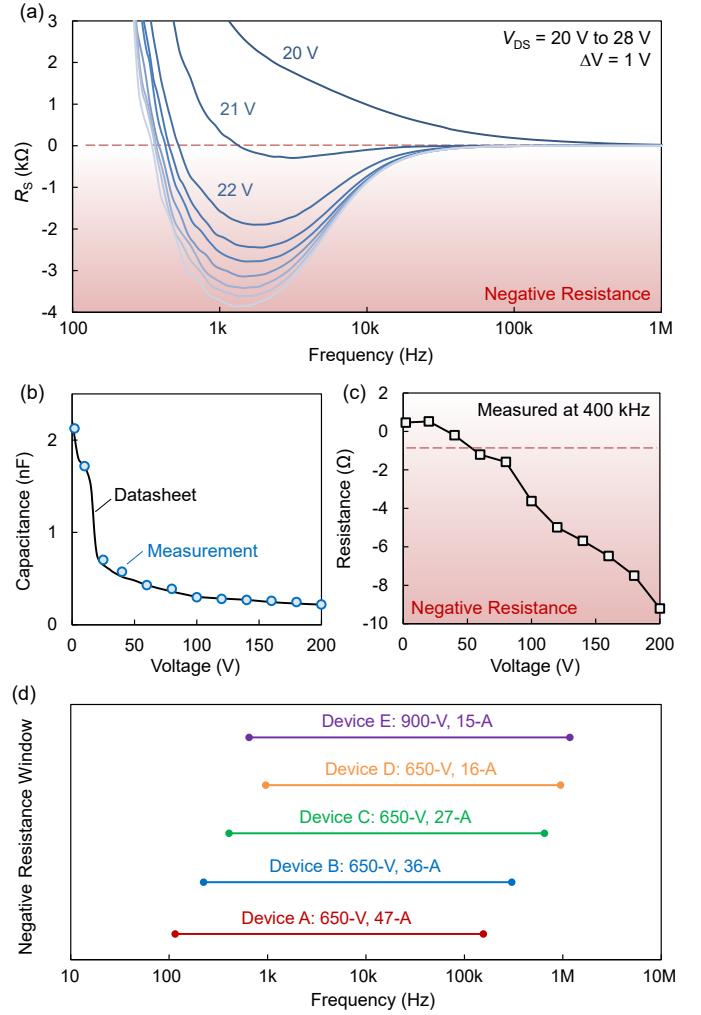 (a)
3
2
1
0
-1
-2
-3
-4
R_S (kΩ)
V_DS = 20 V to 28 V
ΔV = 1 V
20 V
21 V
22 V
Negative Resistance
100
1k
10k
100k
1M
Frequency (Hz)
(b)
2
1
0
Capacitance (nF)
Datasheet
Measurement
0
50
100
150
200
Voltage (V)
(c)
2
0
-2
-4
-6
-8
-10
Resistance (Ω)
Measured at 400 kHz
Negative Resistance
0
50
100
150
200
Voltage (V)
(d)
Negative Resistance Window
Device E: 900-V, 15-A
Device D: 650-V, 16-A
Device C: 650-V, 27-A
Device B: 650-V, 36-A
Device A: 650-V, 47-A
10
100
1k
10k
100k
1M
10M
Frequency (Hz)